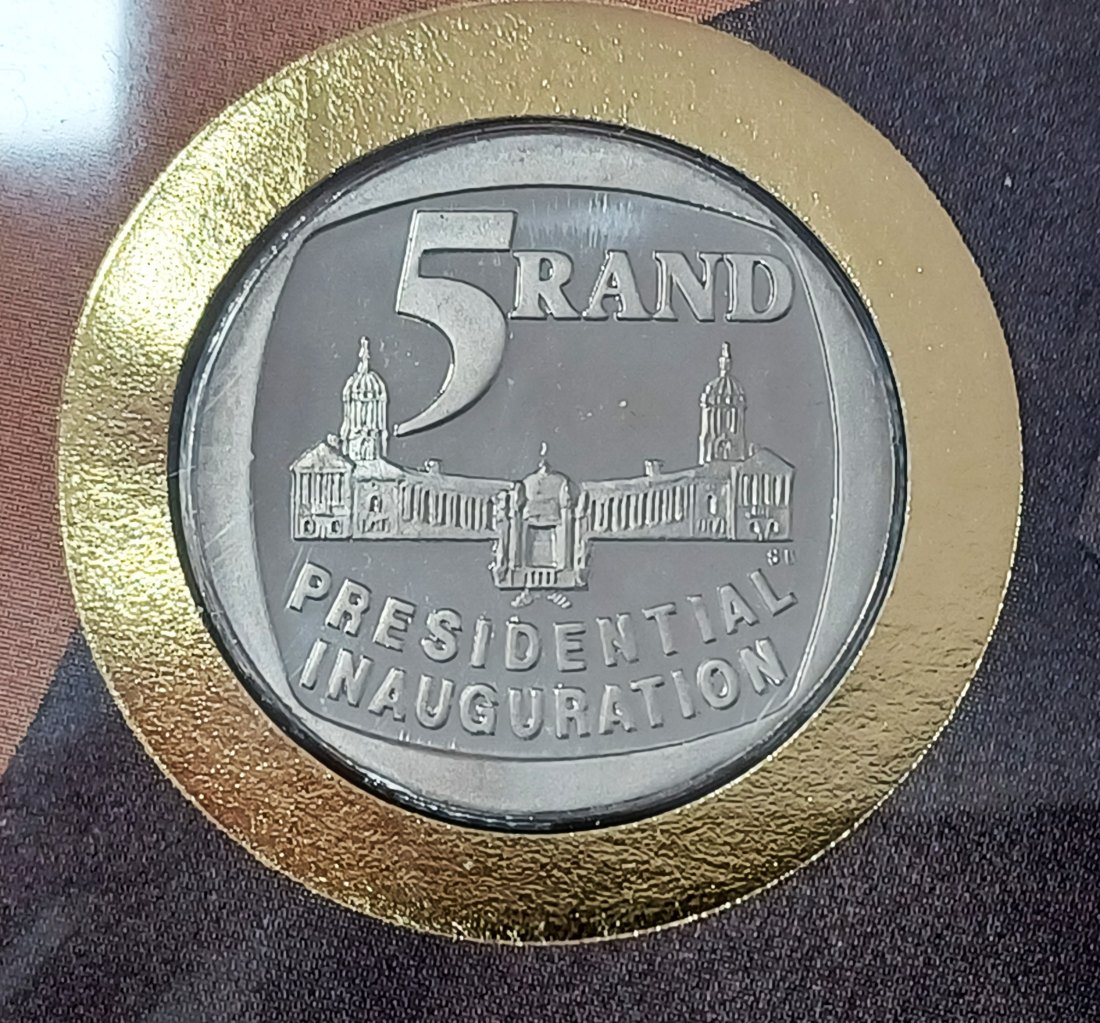 5 RAND
PRESIDENTIAL
INAUGURATION